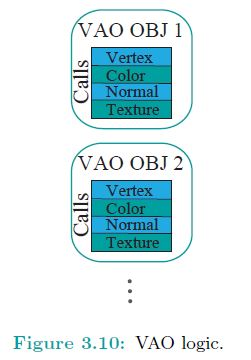 VAO OBJ 1
Calls
Vertex
Color
Normal
Texture
VAO OBJ 2
Calls
Vertex
Color
Normal
Texture
Figure 3.10: VAO logic.